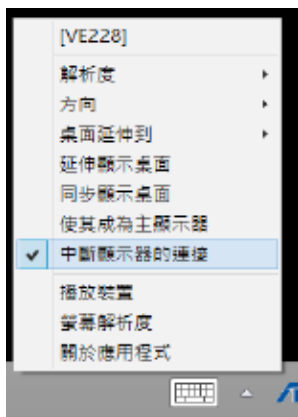 [VE228]
解析度
方向
桌面延伸到
延伸顯示桌面
同步顯示桌面
使其成為主顯示器
中斷顯示器的連接
播放裝置
螢幕解析度
關於應用程式